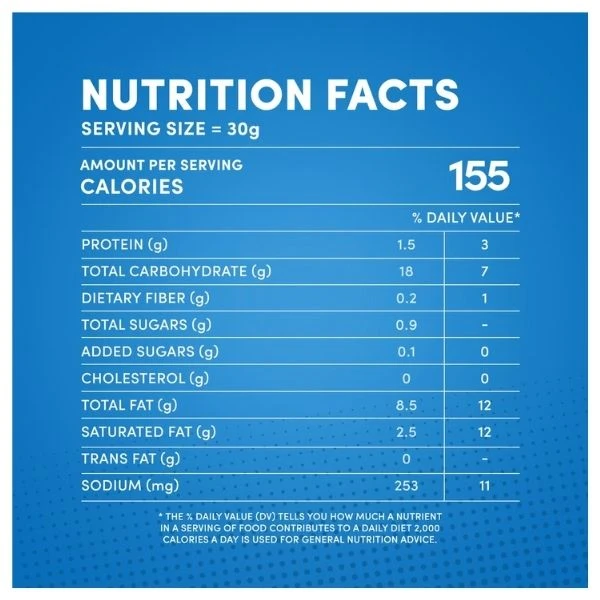 NUTRITION FACTS
SERVING SIZE = 30g
AMOUNT PER SERVING
CALORIES 155
% DAILY VALUE*
PROTEIN (g) 1.5 3
TOTAL CARBOHYDRATE (g) 18 7
DIETARY FIBER (g) 0.2 1
TOTAL SUGARS (g) 0.9 -
ADDED SUGARS (g) 0.1 0
CHOLESTEROL (g) 0 0
TOTAL FAT (g) 8.5 12
SATURATED FAT (g) 2.5 12
TRANS FAT (g) 0 -
SODIUM (mg) 253 11
* THE % DAILY VALUE (DV) TELLS YOU HOW MUCH A NUTRIENT
IN A SERVING OF FOOD CONTRIBUTES TO A DAILY DIET 2,000
CALORIES A DAY IS USED FOR GENERAL NUTRITION ADVICE.